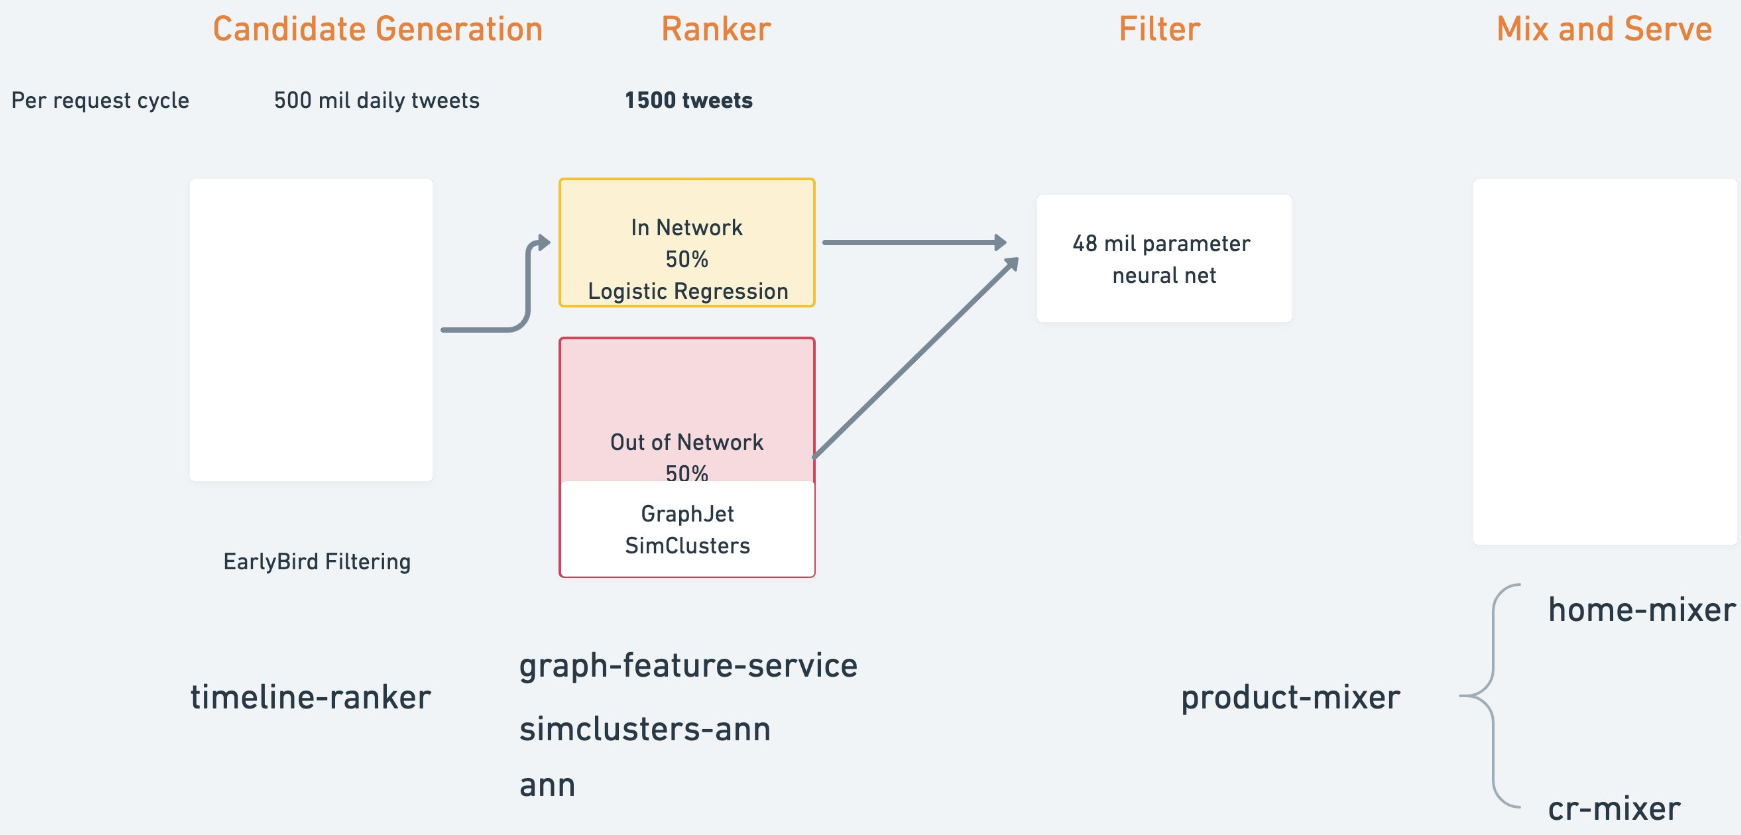 Candidate Generation
Ranker
Filter
Mix and Serve
Per request cycle
500 mil daily tweets
1500 tweets
In Network
50%
Logistic Regression
48 mil parameter
neural net
Out of Network
50%
GraphJet
SimClusters
EarlyBird Filtering
timeline-ranker
graph-feature-service
simclusters-ann
ann
product-mixer
home-mixer
cr-mixer